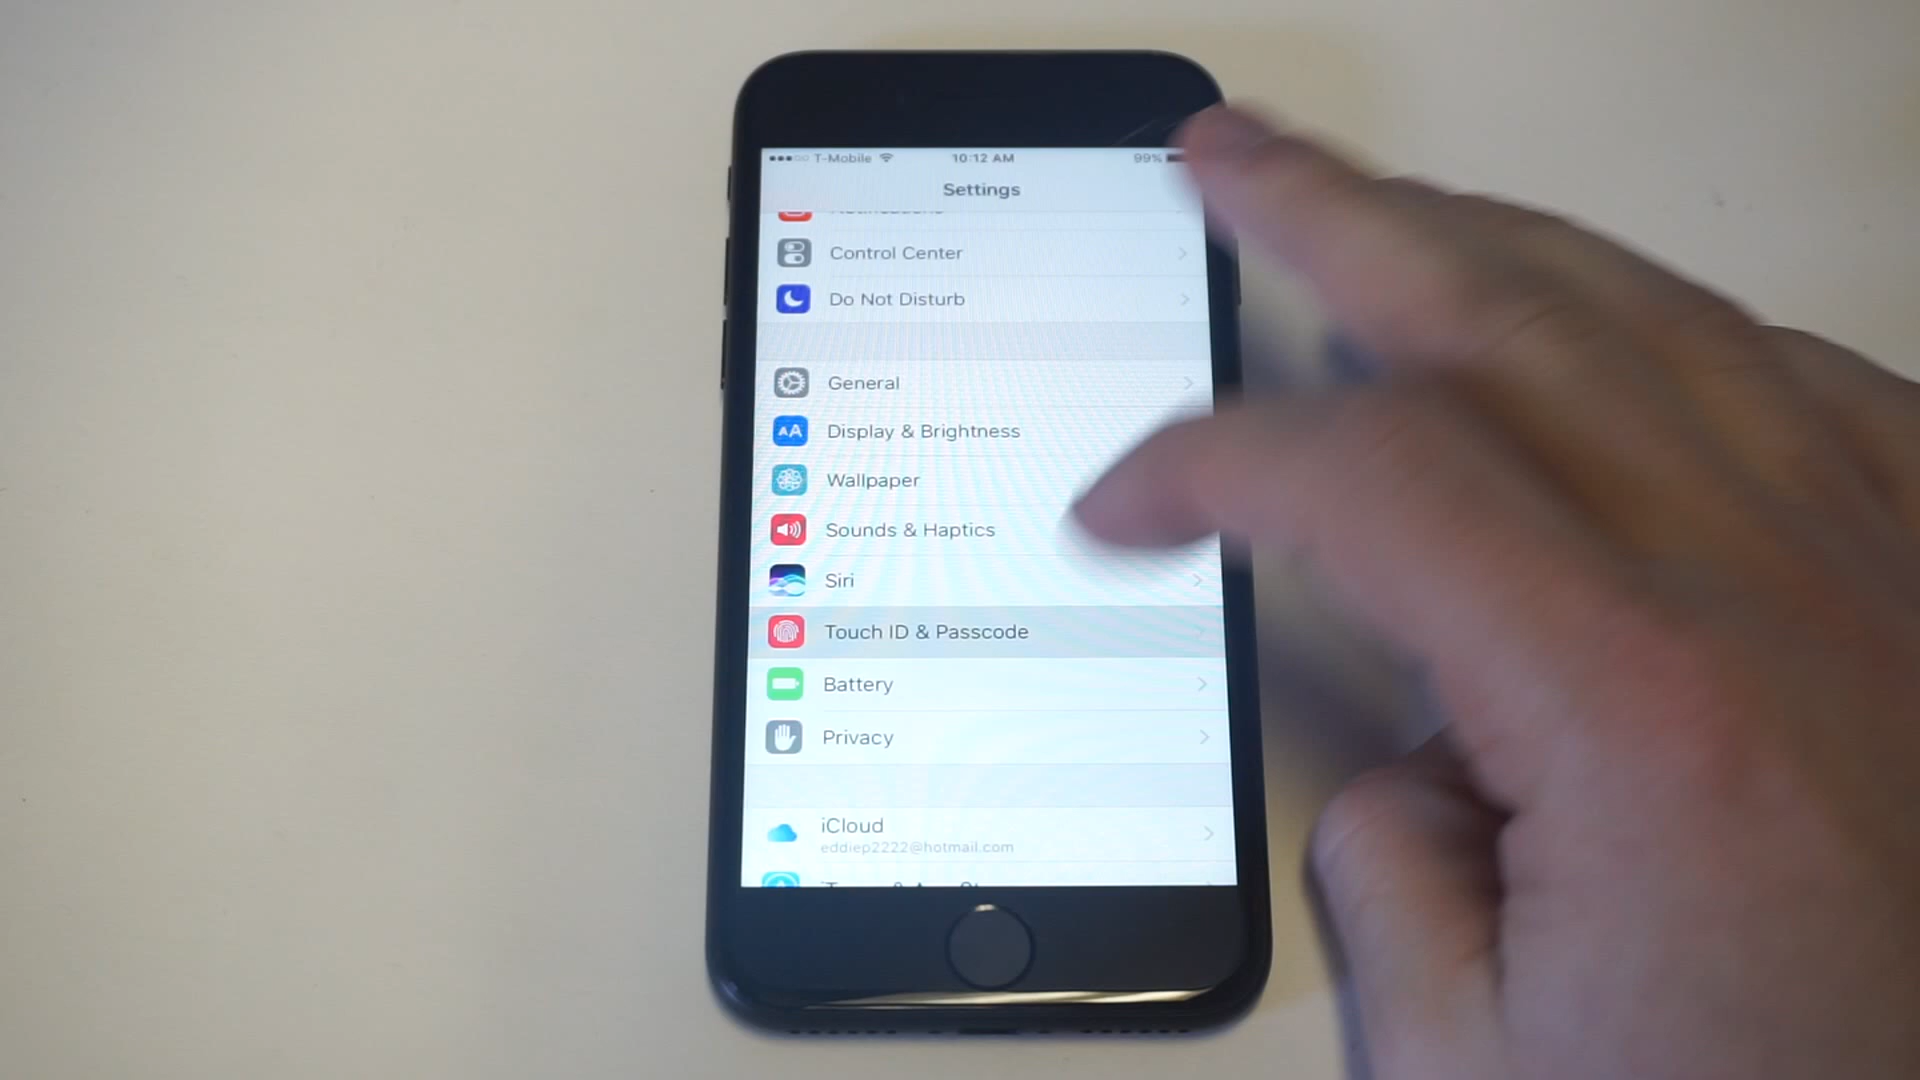 T-Mobile 10:12 AM 99%
Settings
Control Center
Do Not Disturb
General
AA Display & Brightness
Wallpaper
Sounds & Haptics
Siri
Touch ID & Passcode
Battery
Privacy
iCloud
eddiep2222@hotmail.com